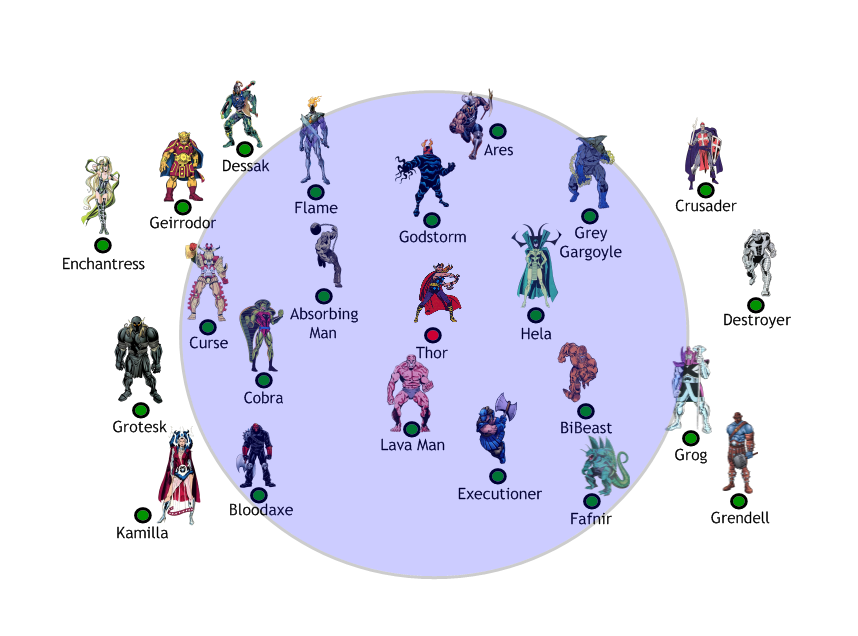 Ares
Dessak
Flame
Crusader
Geirrodor
Godstorm
Grey
Gargoyle
Enchantress
Absorbing
Man
Destroyer
Curse
Hela
Thor
Cobra
Grotesk
BiBeast
Lava Man
Grog
Executioner
Bloodaxe
Fafnir
Grendell
Kamilla